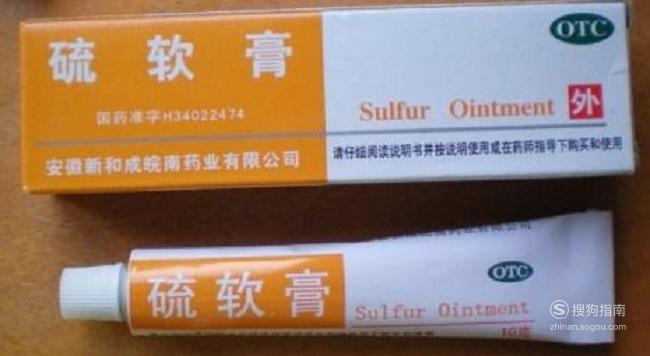 硫软膏
国药准字H34022474
安徽新和成皖南药业有限公司
OTC
Sulfur Ointment
外
请仔细阅读说明书并按说明使用或在药师指导下购买和使用
硫软膏
OTC
Sulfur Ointment
10克
搜狗指南
zhinan.sogou.com